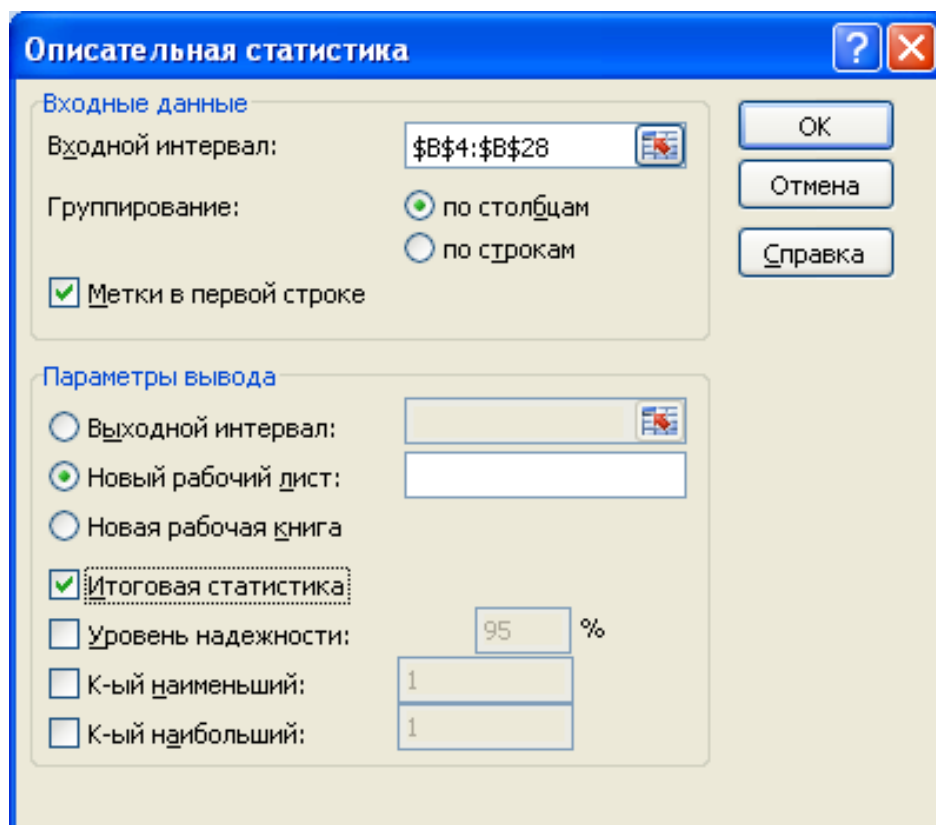 Описательная статистика
Входные данные
Входной интервал: $B$4:$B$28
Группирование: по столбцам
по строкам
Метки в первой строке
OK
Отмена
Справка
Параметры вывода
Выходной интервал:
Новый рабочий лист:
Новая рабочая книга
Итоговая статистика
Уровень надежности: 95 %
К-ый наименьший: 1
К-ый наибольший: 1